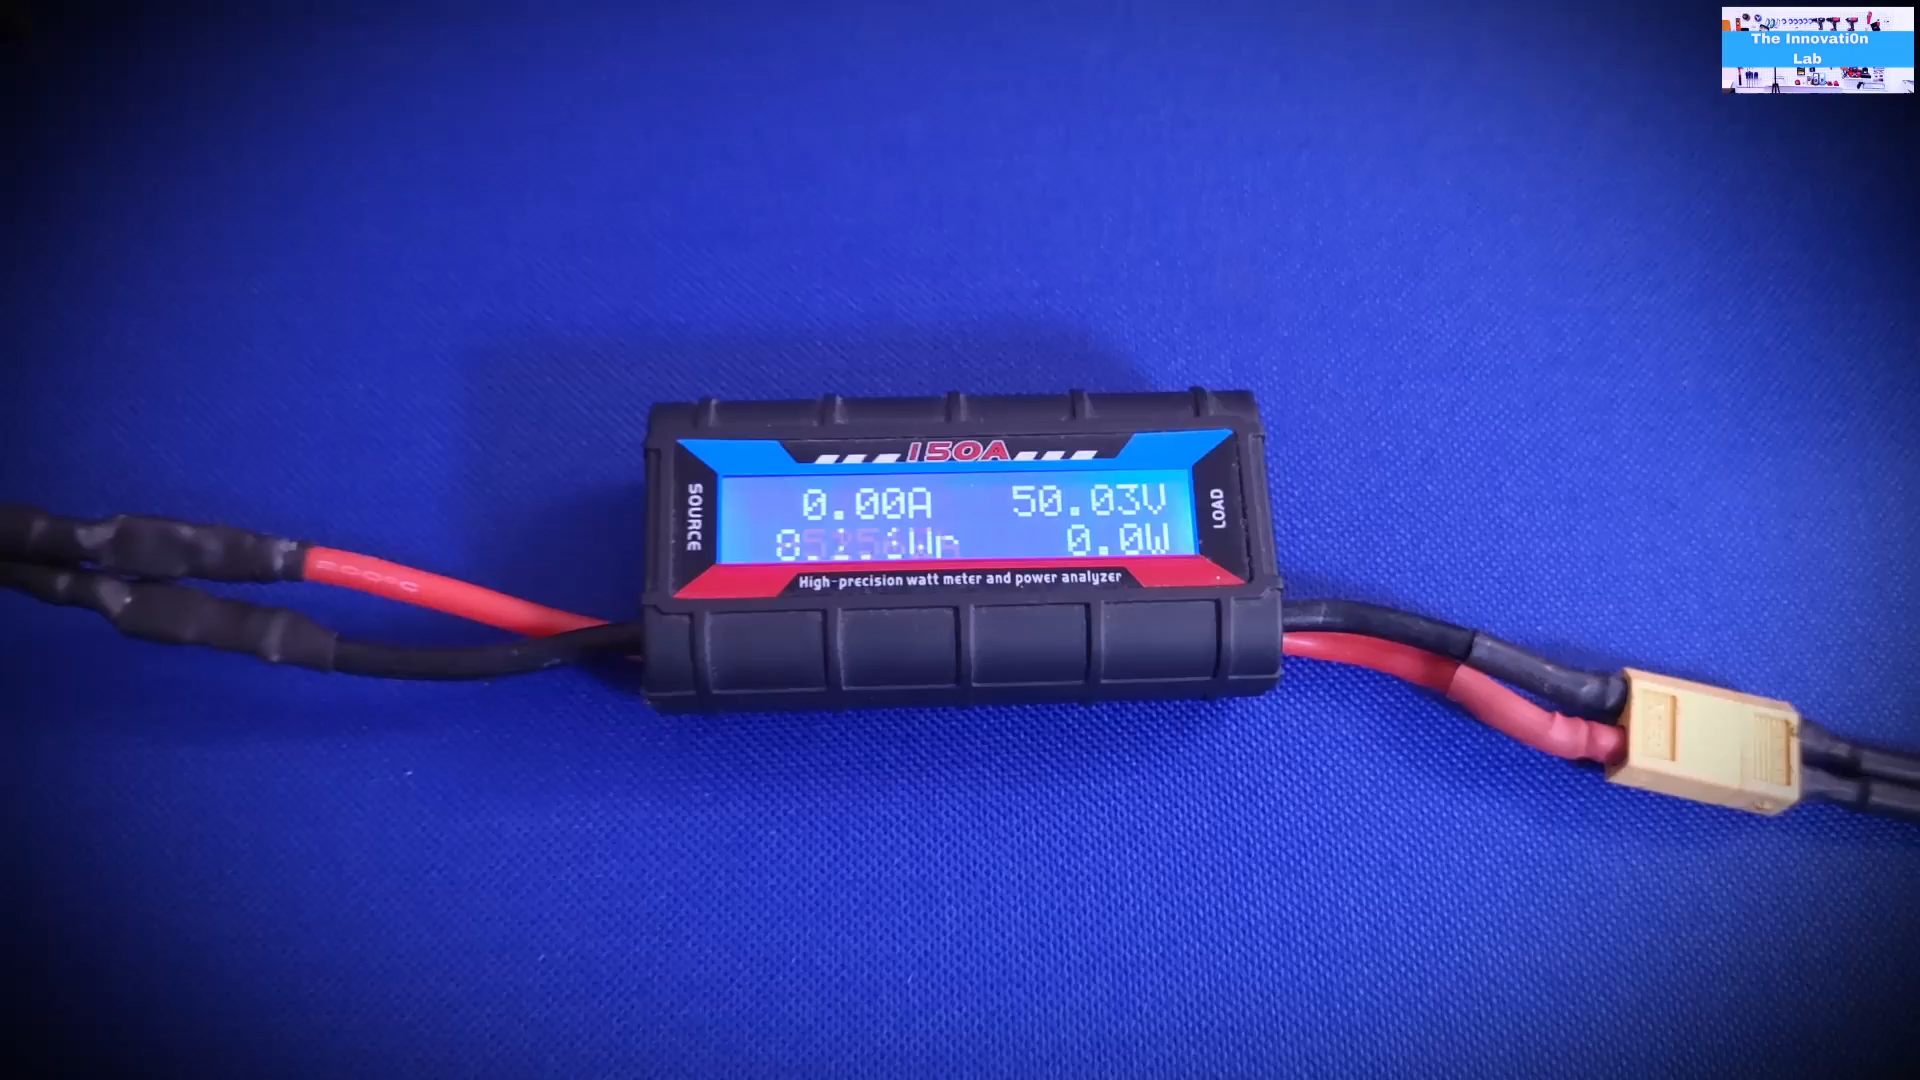 The Innovati0n
Lab
150A
SOURCE
0.00A 50.03V
0.0W
LOAD
High-precision watt meter and power analyzer
200°C